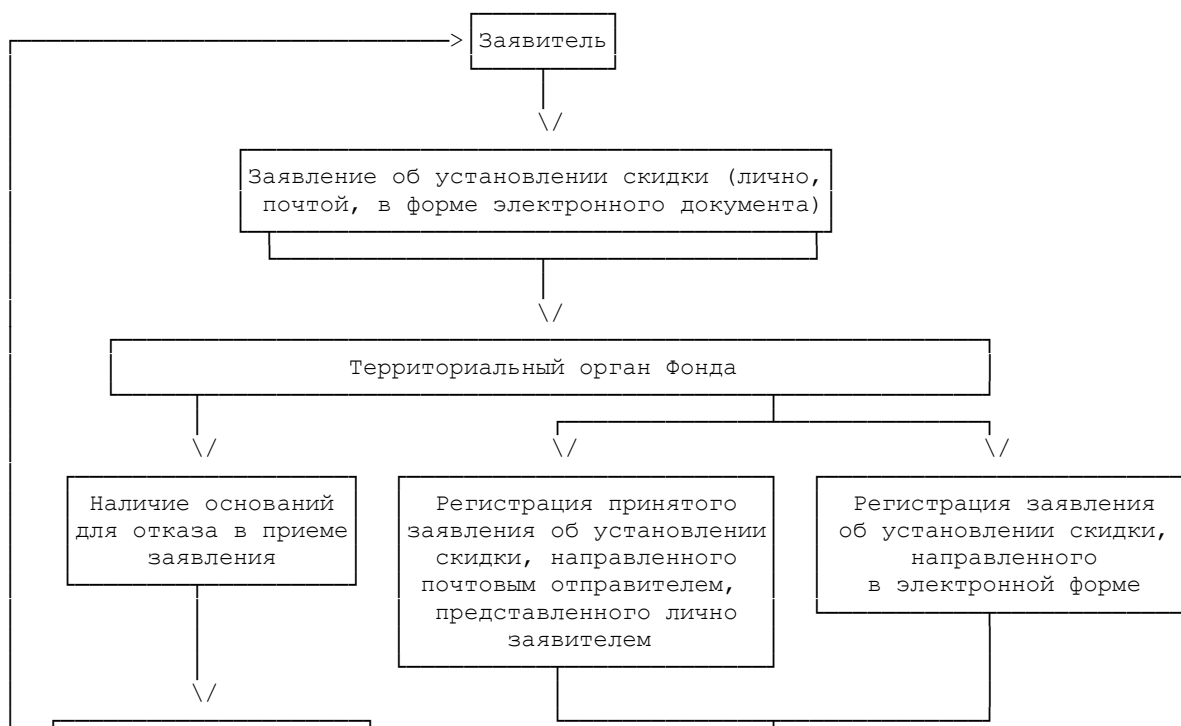 Заявитель
Заявление об установлении скидки (лично,
почтой, в форме электронного документа)
Территориальный орган Фонда
Наличие оснований
для отказа в приеме
заявления
Регистрация принятого
заявления об установлении
скидки, направленного
почтовым отправителем,
представленного лично
заявителем
Регистрация заявления
об установлении скидки,
направленного
в электронной форме